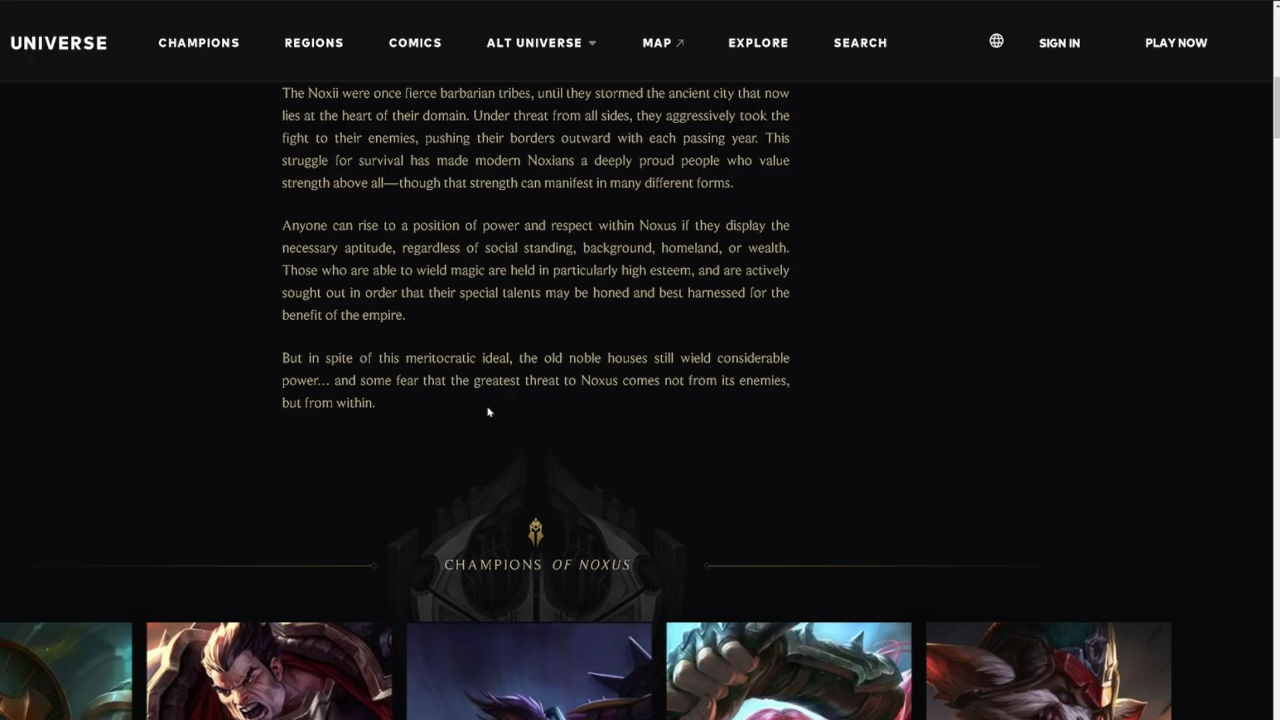 UNIVERSE CHAMPIONS REGIONS COMICS ALT UNIVERSE MAP EXPLORE SEARCH SIGN IN PLAY NOW
The Noxii were once fierce barbarian tribes, until they stormed the ancient city that now
lies at the heart of their domain. Under threat from all sides, they aggressively took the
fight to their enemies, pushing their borders outward with each passing year. This
struggle for survival has made modern Noxians a deeply proud people who value
strength above all—though that strength can manifest in many different forms.
Anyone can rise to a position of power and respect within Noxus if they display the
necessary aptitude, regardless of social standing, background, homeland, or wealth.
Those who are able to wield magic are held in particularly high esteem, and are actively
sought out in order that their special talents may be honed and best harnessed for the
benefit of the empire.
But in spite of this meritocratic ideal, the old noble houses still wield considerable
power... and some fear that the greatest threat to Noxus comes not from its enemies,
but from within.
CHAMPIONS OF NOXUS